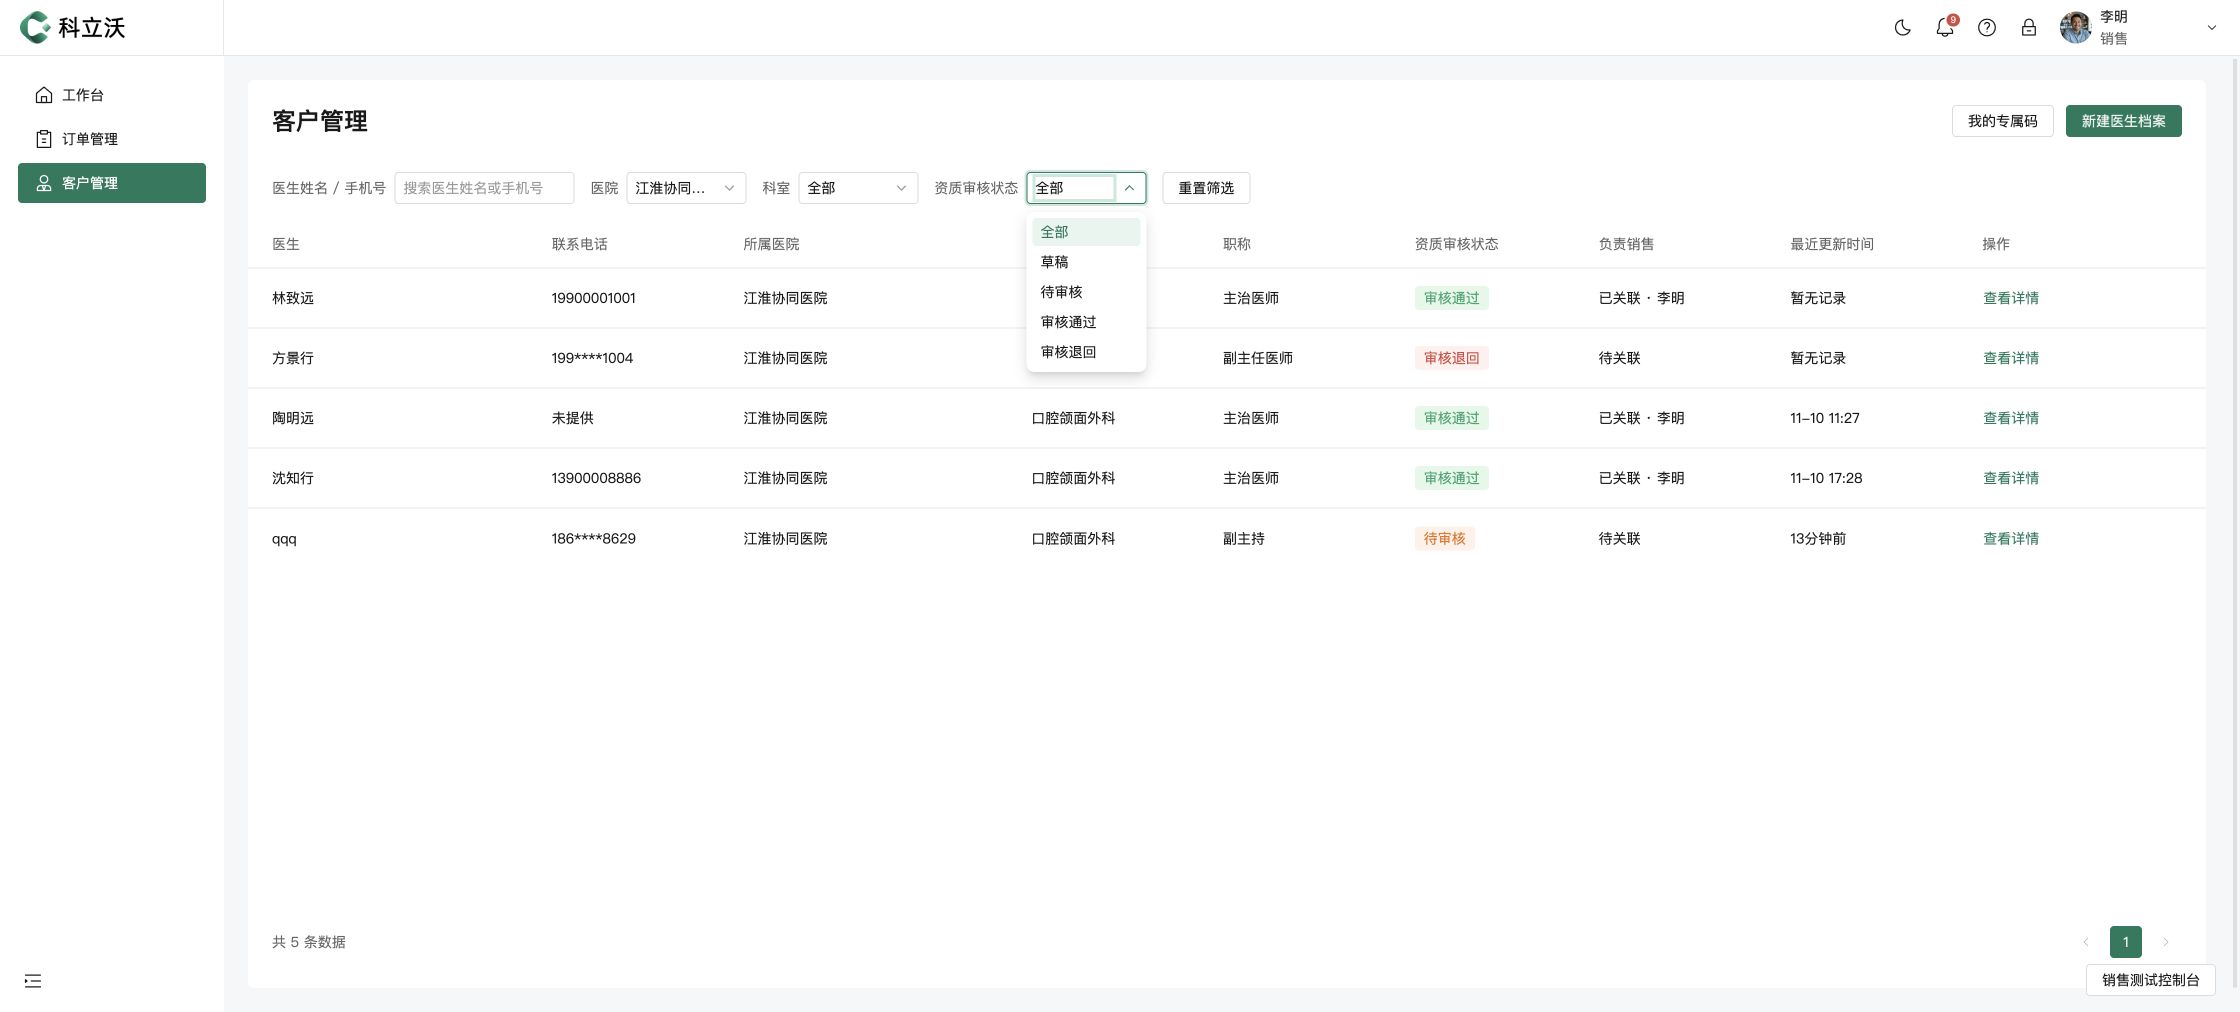 科立沃
9
李明
销售
工作台
订单管理
客户管理
客户管理
我的专属码
新建医生档案
医生姓名 / 手机号 搜索医生姓名或手机号 医院 江淮协同... 科室 全部 资质审核状态 全部 重置筛选
全部
草稿
待审核
审核通过
审核退回
医生 联系电话 所属医院 职称 资质审核状态 负责销售 最近更新时间 操作
林致远 19900001001 江淮协同医院 主治医师 审核通过 已关联 · 李明 暂无记录 查看详情
方景行 199****1004 江淮协同医院 副主任医师 审核退回 待关联 暂无记录 查看详情
陶明远 未提供 江淮协同医院 口腔颌面外科 主治医师 审核通过 已关联 · 李明 11-10 11:27 查看详情
沈知行 13900008886 江淮协同医院 口腔颌面外科 主治医师 审核通过 已关联 · 李明 11-10 17:28 查看详情
qqq 186****8629 江淮协同医院 口腔颌面外科 副主持 待审核 待关联 13分钟前 查看详情
共 5 条数据
1
销售测试控制台